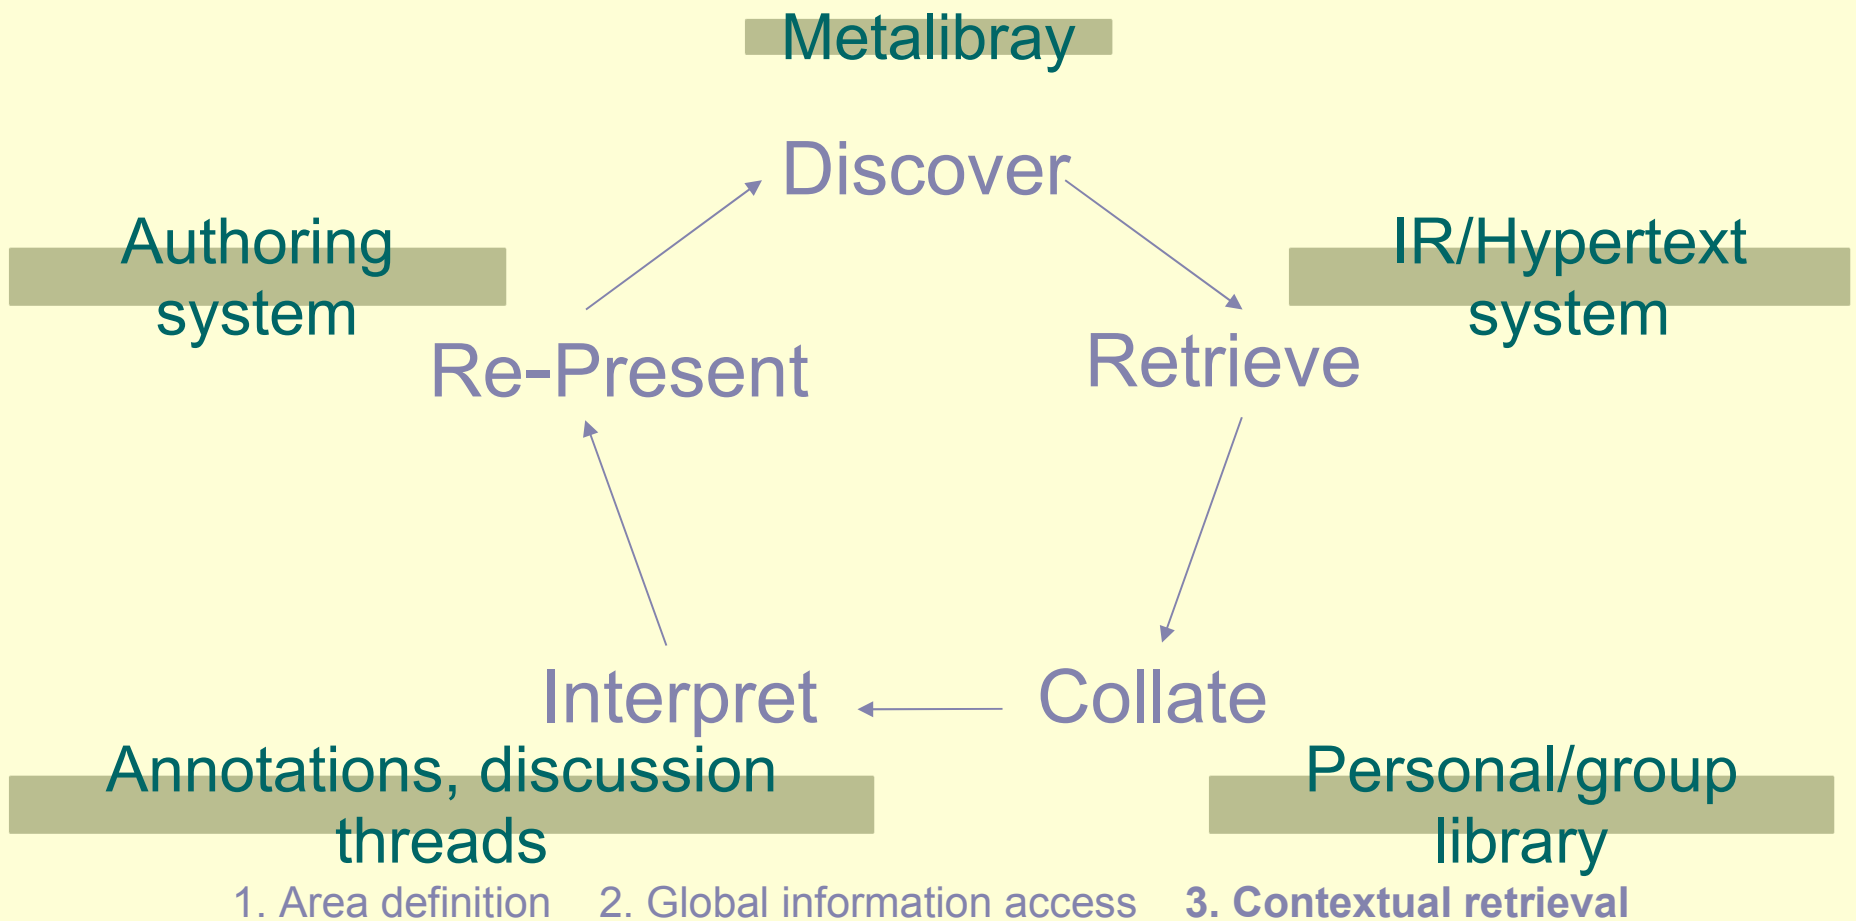 Metalibray
Discover
Authoring
system
IR/Hypertext
system
Re-Present
Retrieve
Interpret
Collate
Annotations, discussion
threads
Personal/group
library
1. Area definition 2. Global information access 3. Contextual retrieval